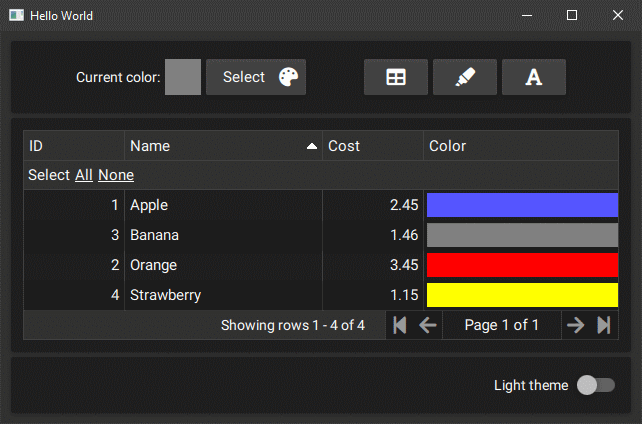 Hello World
Current color: Select A
ID Name Cost Color
Select All None
1 Apple 2.45
3 Banana 1.46
2 Orange 3.45
4 Strawberry 1.15
Showing rows 1 - 4 of 4 Page 1 of 1
Light theme